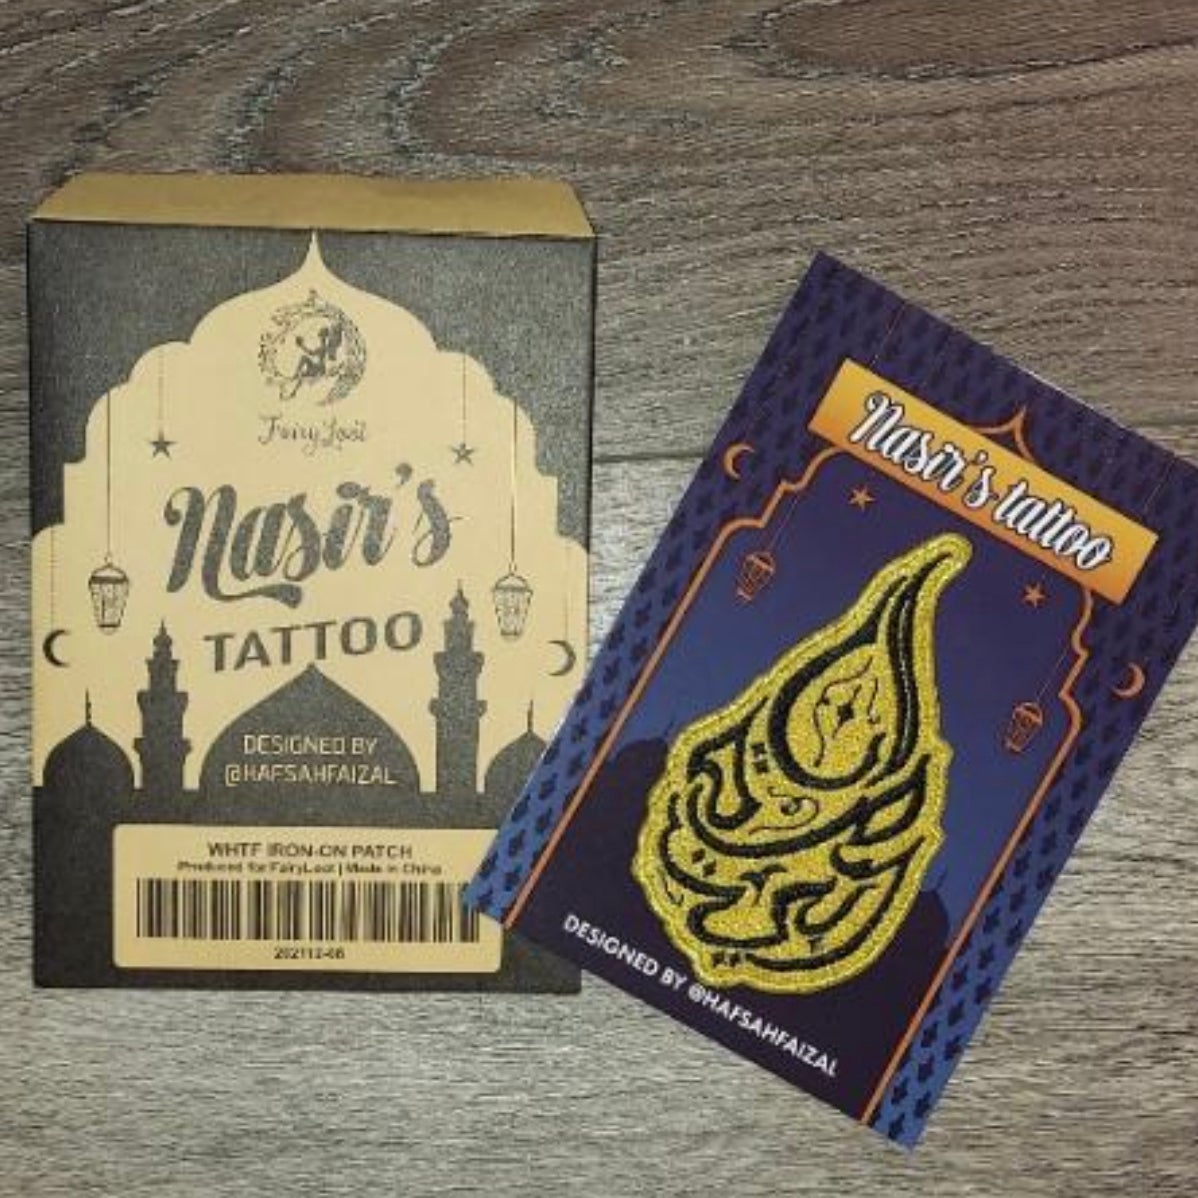 FairyLoot
Nasir's
TATTOO
DESIGNED BY
@HAFSAHFAIZAL
WHTF IRON-ON PATCH
Produced for FairyLoot | Made in China
202112-08
Nasir's tattoo
DESIGNED BY @HAFSAHFAIZAL